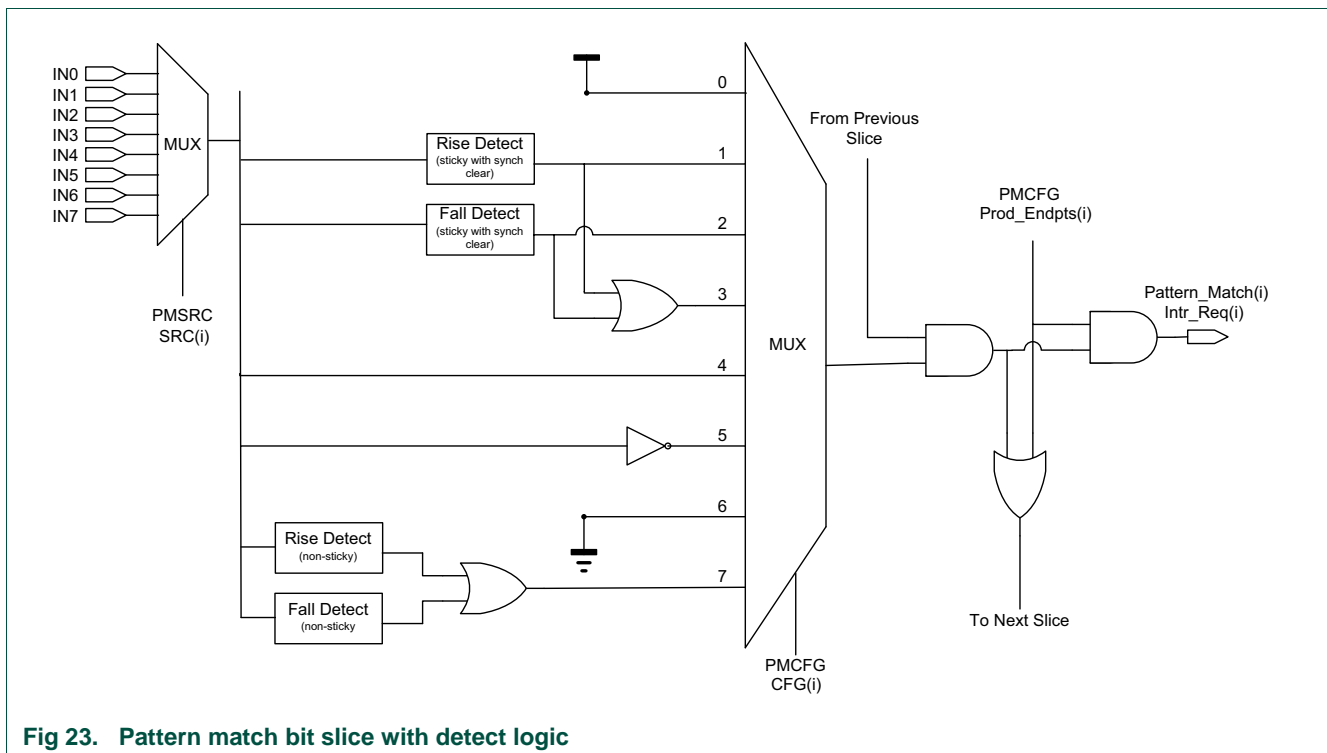 IN0
IN1
IN2
IN3
IN4
IN5
IN6
IN7
MUX
PMSRC
SRC(i)
Rise Detect
(sticky with synch
clear)
Fall Detect
(sticky with synch
clear)
Rise Detect
(non-sticky)
Fall Detect
(non-sticky
0
1
2
3
4
5
6
7
MUX
PMCFG
CFG(i)
From Previous
Slice
PMCFG
Prod_Endpts(i)
Pattern_Match(i)
Intr_Req(i)
To Next Slice
Fig 23. Pattern match bit slice with detect logic